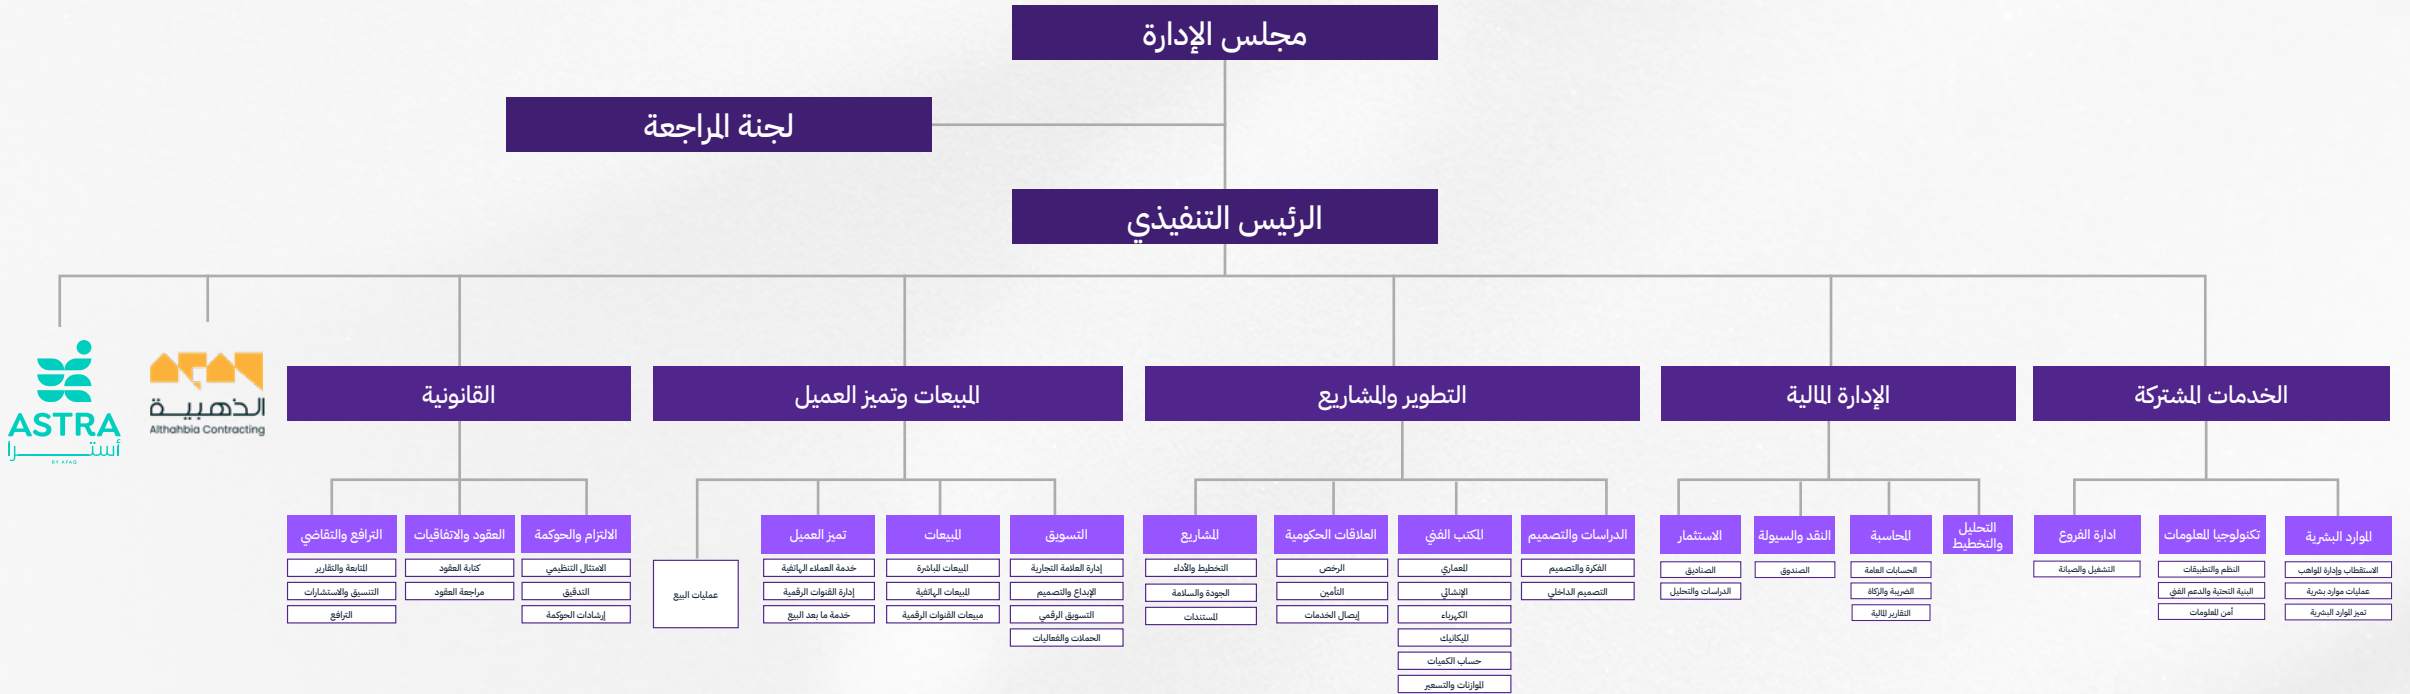 مجلس الإدارة
لجنة المراجعة
الرئيس التنفيذي
الخدمات المشتركة
الإدارة المالية
التطوير والمشاريع
المبيعات وتميز العميل
القانونية
الذهبية
Althahbia Contracting
ASTRA
أستــرا
BY AFAQ
الموارد البشرية
الاستقطاب وإدارة المواهب
عمليات موارد بشرية
تميز الموارد البشرية
تكنولوجيا المعلومات
النظم والتطبيقات
البنية التحتية والدعم الفني
أمن المعلومات
ادارة الفروع
التشغيل والصيانة
التحليل
والتخطيط
المحاسبة
الحسابات العامة
الضريبة والزكاة
التقارير المالية
النقد والسيولة
الصندوق
الاستثمار
الصناديق
الدراسات والتحليل
الدراسات والتصميم
الفكرة والتصميم
التصميم الداخلي
المكتب الفني
المعماري
الإنشائي
الكهرباء
الميكانيك
حساب الكميات
الموازنات والتسعير
العلاقات الحكومية
الرخص
التأمين
إيصال الخدمات
المشاريع
التخطيط والأداء
الجودة والسلامة
المستندات
التسويق
إدارة العلامة التجارية
الإبداع والتصميم
التسويق الرقمي
الحملات والفعاليات
المبيعات
المبيعات المباشرة
المبيعات الهاتفية
مبيعات القنوات الرقمية
تميز العميل
خدمة العملاء الهاتفية
إدارة القنوات الرقمية
خدمة ما بعد البيع
عمليات البيع
الالتزام والحوكمة
الامتثال التنظيمي
التدقيق
إرشادات الحوكمة
العقود والاتفاقيات
كتابة العقود
مراجعة العقود
الترافع والتقاضي
المتابعة والتقارير
التنسيق والاستشارات
الترافع